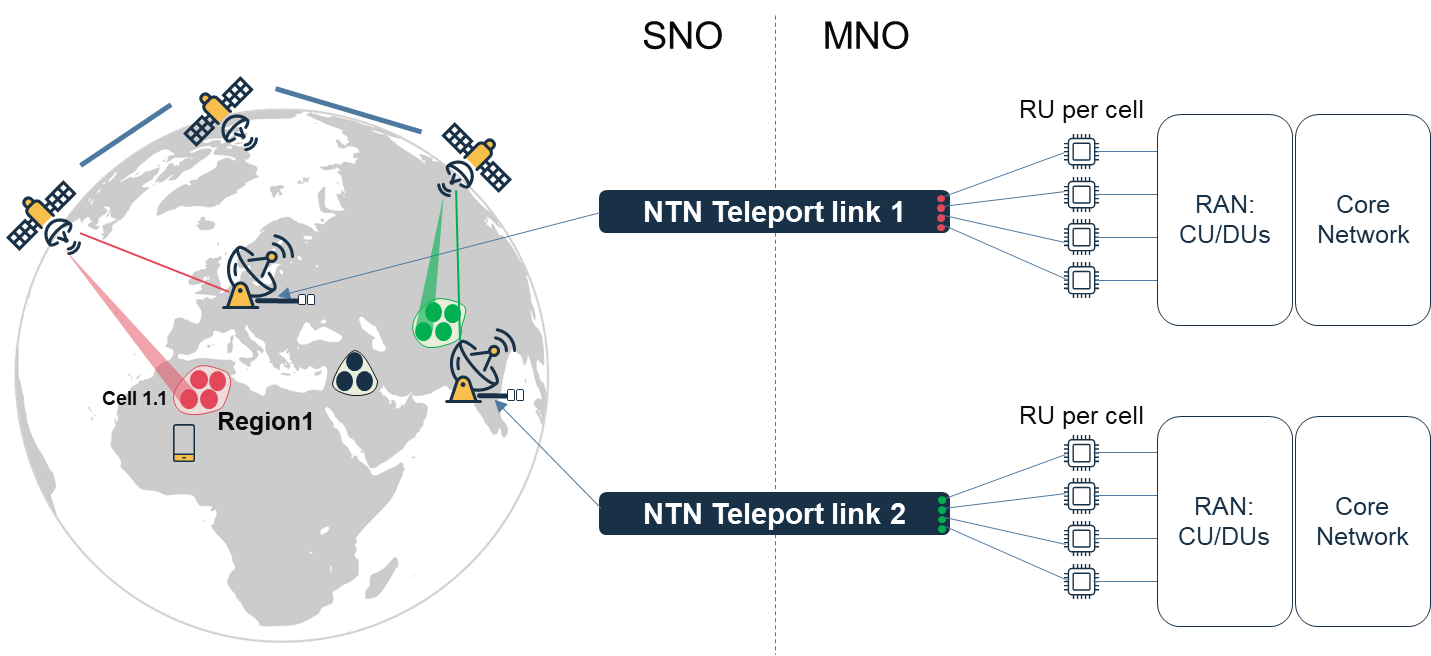 SNO
MNO
RU per cell
NTN Teleport link 1
RAN:
CU/DUs
Core
Network
Cell 1.1
Region1
RU per cell
NTN Teleport link 2
RAN:
CU/DUs
Core
Network